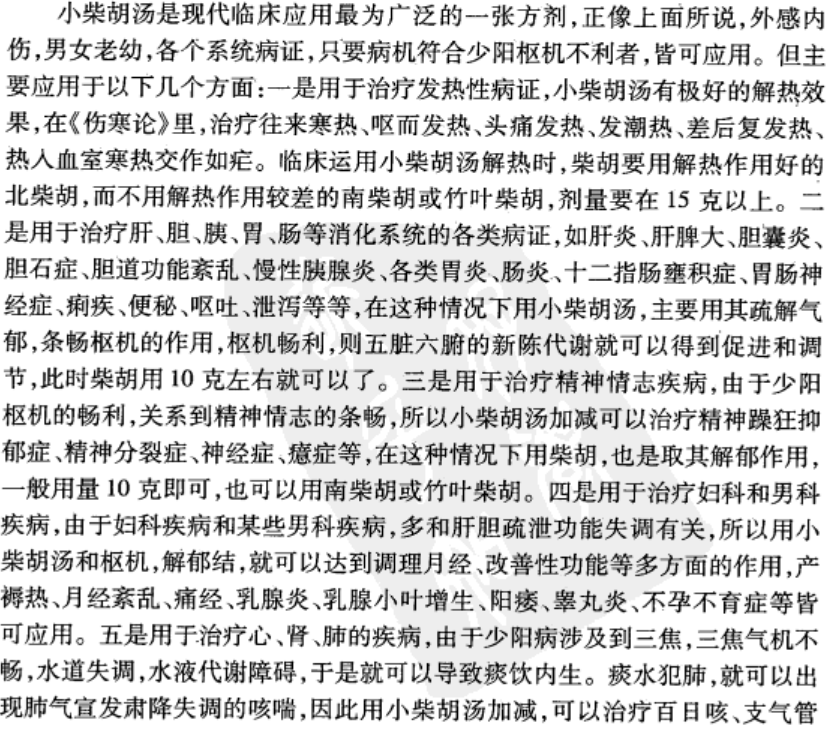 小柴胡汤是现代临床应用最为广泛的一张方剂,正像上面所说,外感内
伤,男女老幼,各个系统病证,只要病机符合少阳枢机不利者,皆可应用。但主
要应用于以下几个方面:一是用于治疗发热性病证,小柴胡汤有极好的解热效
果,在《伤寒论》里,治疗往来寒热、呕而发热、头痛发热、发潮热、差后复发热、
热入血室寒热交作如疟。临床运用小柴胡汤解热时,柴胡要用解热作用好的
北柴胡,而不用解热作用较差的南柴胡或竹叶柴胡,剂量要在 15 克以上。二
是用于治疗肝、胆、胰、胃、肠等消化系统的各类病证,如肝炎、肝脾大、胆囊炎、
胆石症、胆道功能紊乱、慢性胰腺炎、各类胃炎、肠炎、十二指肠壅积症、胃肠神
经症、痢疾、便秘、呕吐、泄泻等等,在这种情况下用小柴胡汤,主要用其疏解气
郁,条畅枢机的作用,枢机畅利,则五脏六腑的新陈代谢就可以得到促进和调
节,此时柴胡用 10 克左右就可以了。三是用于治疗精神情志疾病,由于少阳
枢机的畅利,关系到精神情志的条畅,所以小柴胡汤加减可以治疗精神躁狂抑
郁症、精神分裂症、神经症、癔症等,在这种情况下用柴胡,也是取其解郁作用,
一般用量 10 克即可,也可以用南柴胡或竹叶柴胡。四是用于治疗妇科和男科
疾病,由于妇科疾病和某些男科疾病,多和肝胆疏泄功能失调有关,所以用小
柴胡汤和枢机,解郁结,就可以达到调理月经、改善性功能等多方面的作用,产
褥热、月经紊乱、痛经、乳腺炎、乳腺小叶增生、阳痿、睾丸炎、不孕不育症等皆
可应用。五是用于治疗心、肾、肺的疾病,由于少阳病涉及到三焦,三焦气机不
畅,水道失调,水液代谢障碍,于是就可以导致痰饮内生。痰水犯肺,就可以出
现肺气宣发肃降失调的咳喘,因此用小柴胡汤加减,可以治疗百日咳、支气管